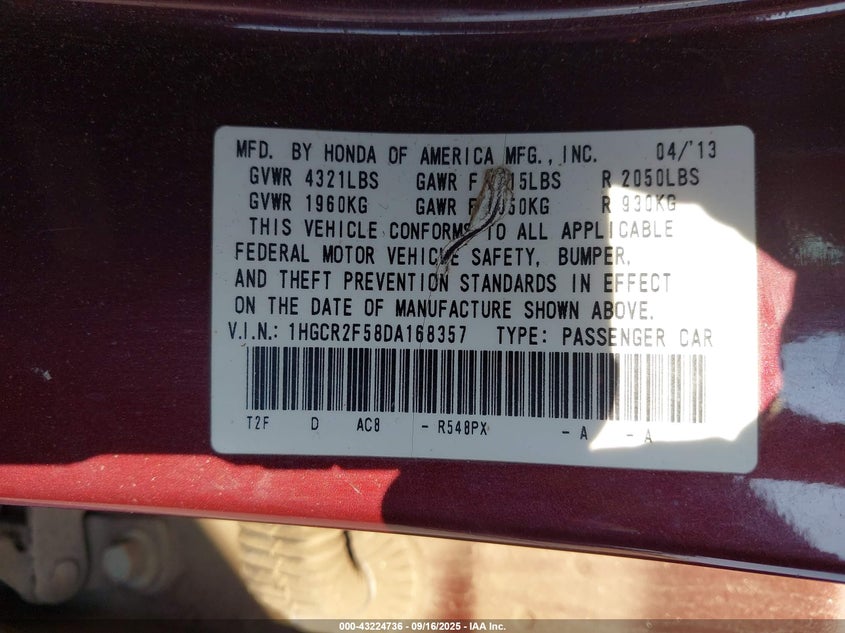 MFD. BY HONDA OF AMERICA MFG., INC. 04/'13
GVWR 4321LBS GAWR F 15LBS R 2050LBS
GVWR 1960KG GAWR F 50KG R 930KG
THIS VEHICLE CONFORMS TO ALL APPLICABLE
FEDERAL MOTOR VEHICLE SAFETY, BUMPER,
AND THEFT PREVENTION STANDARDS IN EFFECT
ON THE DATE OF MANUFACTURE SHOWN ABOVE.
V.I.N.: 1HGCR2F58DA168357 TYPE: PASSENGER CAR
T2F D AC8 - R548PX - A - A
000-43224736 - 09/16/2025 - IAA Inc.